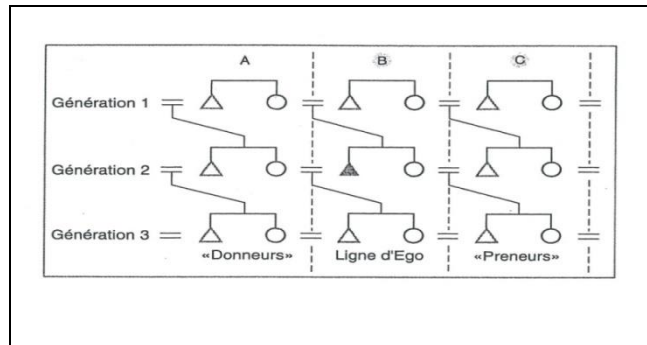 A B C
Génération 1
Génération 2
Génération 3
«Donneurs» Ligne d'Ego «Preneurs»